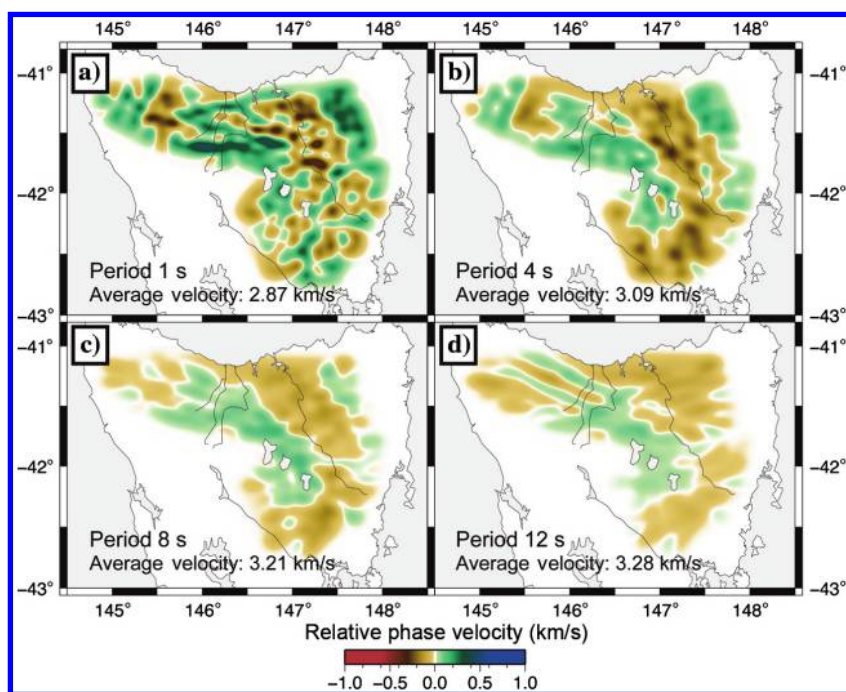 145° 146° 147° 148° 145° 146° 147° 148°
−41° a) b) −41°
−42° −42°
Period 1 s Period 4 s
Average velocity: 2.87 km/s Average velocity: 3.09 km/s
−43° −43°
−41° c) d) −41°
−42° −42°
Period 8 s Period 12 s
Average velocity: 3.21 km/s Average velocity: 3.28 km/s
−43° −43°
145° 146° 147° 148° 145° 146° 147° 148°
Relative phase velocity (km/s)
−1.0 −0.5 0.0 0.5 1.0